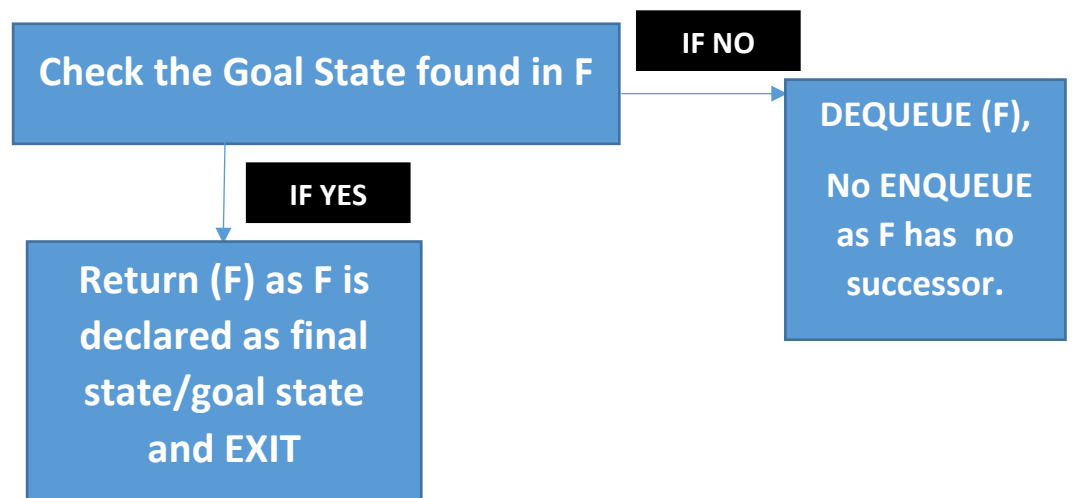 Check the Goal State found in F
IF NO
DEQUEUE (F),
No ENQUEUE
as F has no
successor.
IF YES
Return (F) as F is
declared as final
state/goal state
and EXIT